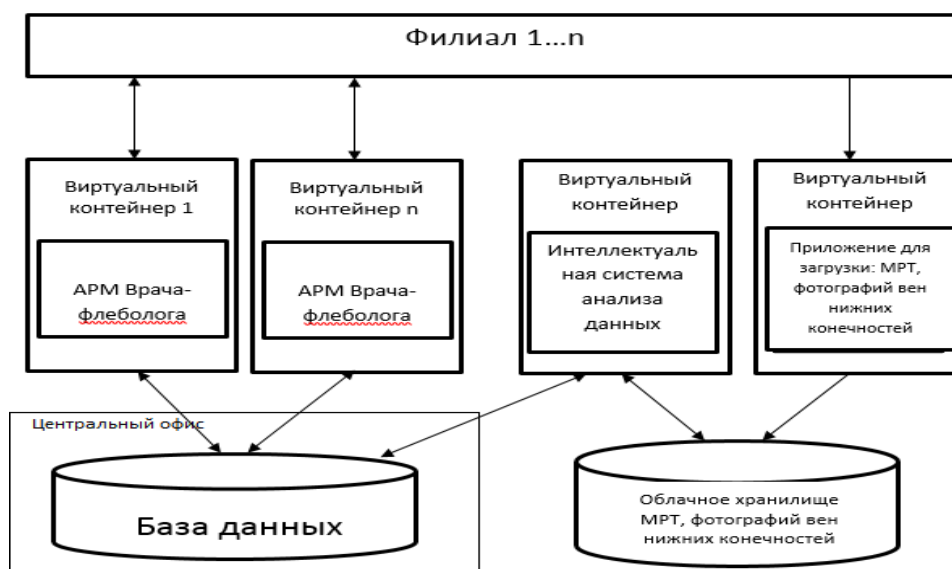 Филиал 1…n
Виртуальный
контейнер 1
АРМ Врача-
флеболога
Виртуальный
контейнер n
АРМ Врача-
флеболога
Виртуальный
контейнер
Интеллектуаль
ная система
анализа
данных
Виртуальный
контейнер
Приложение для
загрузки: МРТ,
фотографий вен
нижних
конечностей
Центральный офис
База данных
Облачное хранилище
МРТ, фотографий вен
нижних конечностей